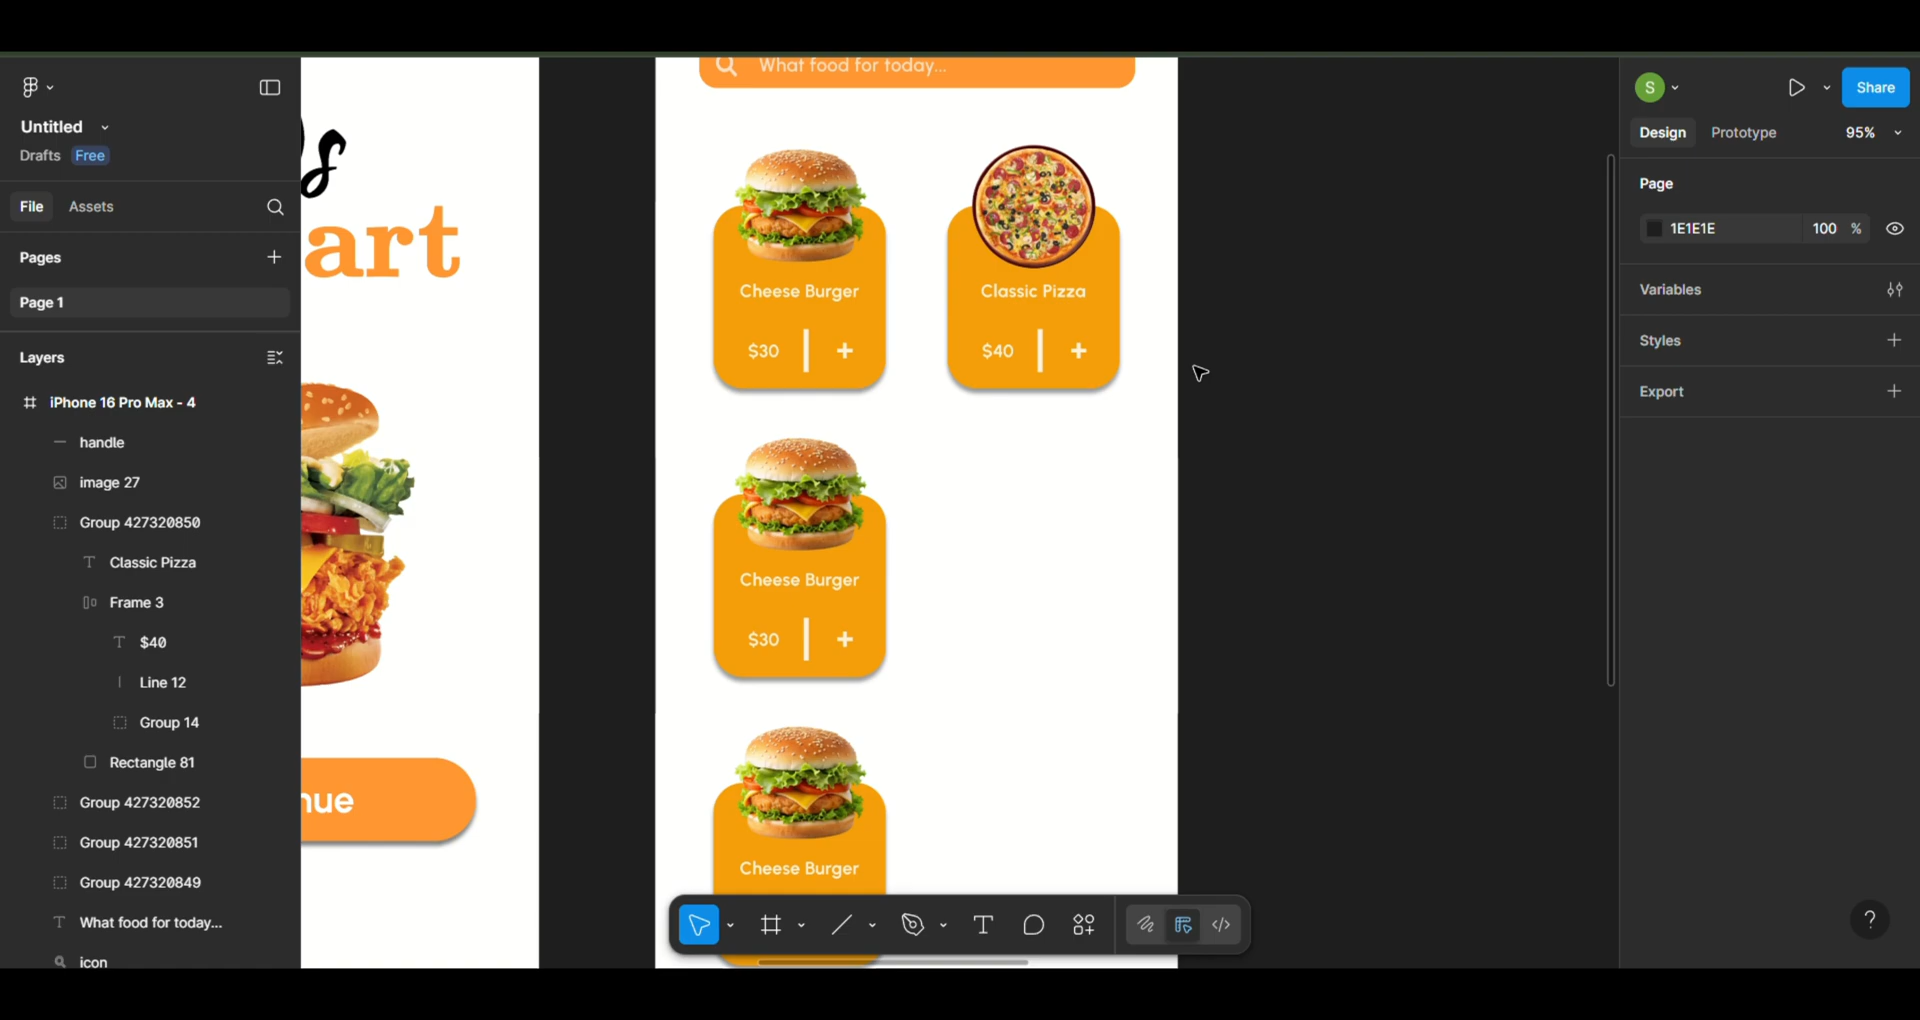 Untitled
Drafts Free
File Assets
Pages
Page 1
Layers
iPhone 16 Pro Max - 4
handle
image 27
Group 427320850
Classic Pizza
Frame 3
$40
Line 12
Group 14
Rectangle 81
Group 427320852
Group 427320851
Group 427320849
What food for today...
icon
art
nue
What food for today...
Cheese Burger
$30 +
Classic Pizza
$40 +
Cheese Burger
$30 +
Cheese Burger
S
Share
Design Prototype 95%
Page
1E1E1E 100 %
Variables
Styles
Export
?